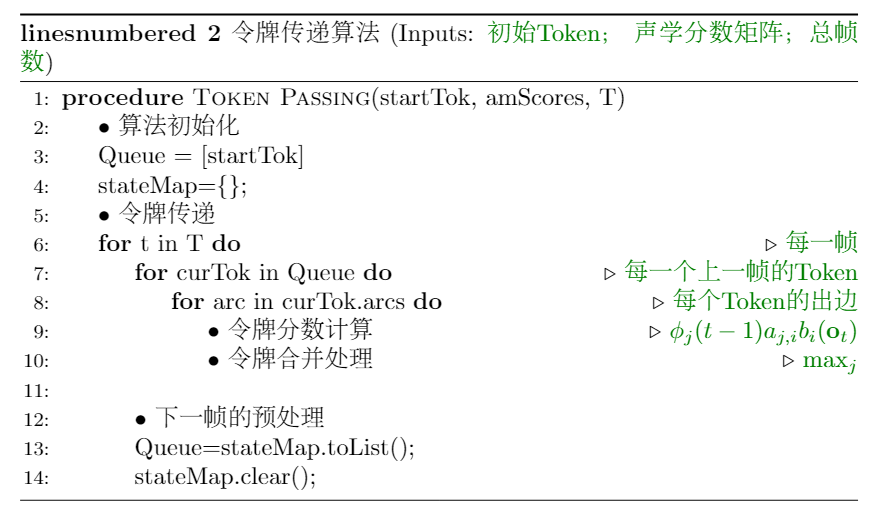 linesnumbered 2 令牌传递算法 (Inputs: 初始Token; 声学分数矩阵; 总帧
数)
1: procedure TOKEN PASSING(startTok, amScores, T)
2: • 算法初始化
3: Queue = [startTok]
4: stateMap={};
5: • 令牌传递
6: for t in T do ▷ 每一帧
7: for curTok in Queue do ▷ 每一个上一帧的Token
8: for arc in curTok.arcs do ▷ 每个Token的出边
9: • 令牌分数计算 ▷ ϕ_j(t − 1)a_{j,i}b_i(o_t)
10: • 令牌合并处理 ▷ max_j
11:
12: • 下一帧的预处理
13: Queue=stateMap.toList();
14: stateMap.clear();